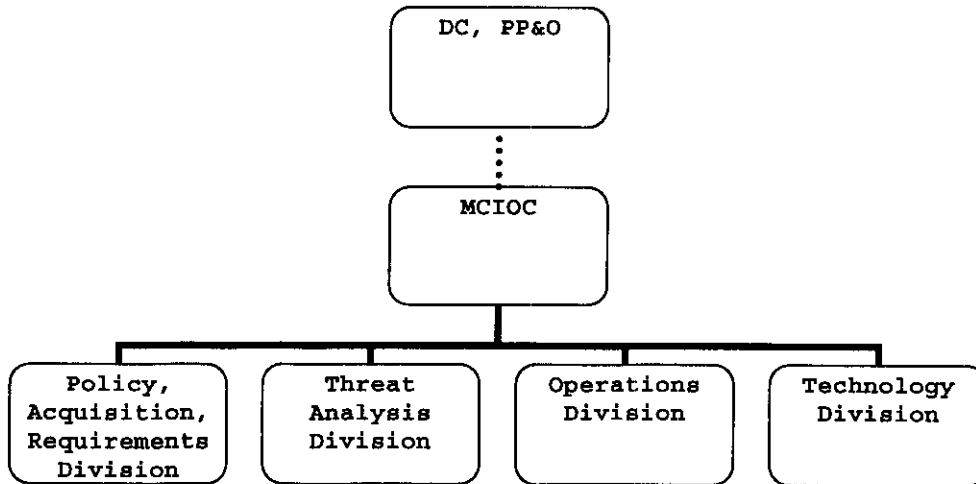 DC, PP&O
MCIOC
Policy,
Acquisition,
Requirements
Division
Threat
Analysis
Division
Operations
Division
Technology
Division